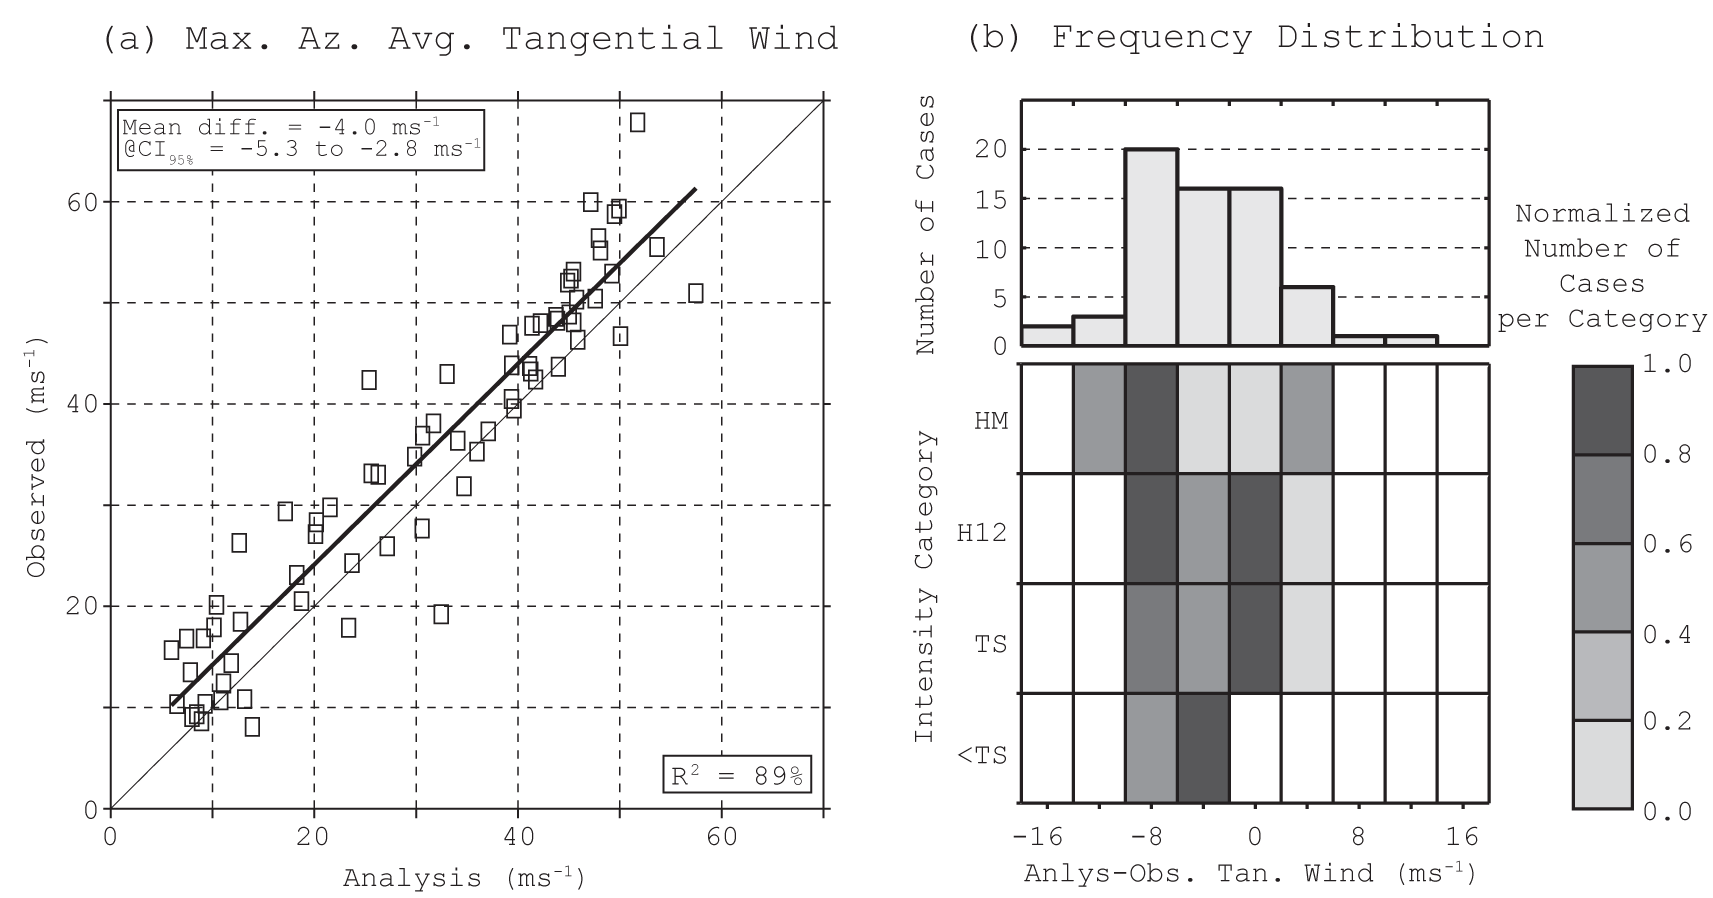 (a) Max. Az. Avg. Tangential Wind
Mean diff. = -4.0 ms⁻¹
@CI₉₅% = -5.3 to -2.8 ms⁻¹
60
40
20
0
Observed (ms⁻¹)
R² = 89%
0 20 40 60
Analysis (ms⁻¹)
(b) Frequency Distribution
Number of Cases
20
15
10
5
0
Normalized
Number of
Cases
per Category
Intensity Category
HM
H12
TS
<TS
1.0
0.8
0.6
0.4
0.2
0.0
-16 -8 0 8 16
Anlys-Obs. Tan. Wind (ms⁻¹)